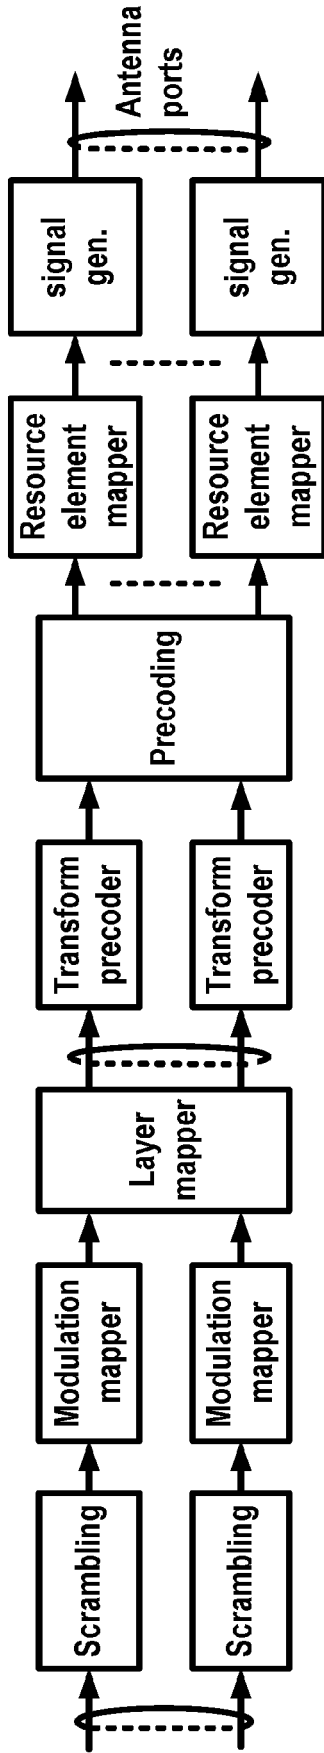 Scrambling
Scrambling
Modulation
mapper
Modulation
mapper
Layer
mapper
Transform
precoder
Transform
precoder
Precoding
Resource
element
mapper
Resource
element
mapper
signal
gen.
signal
gen.
Antenna
ports